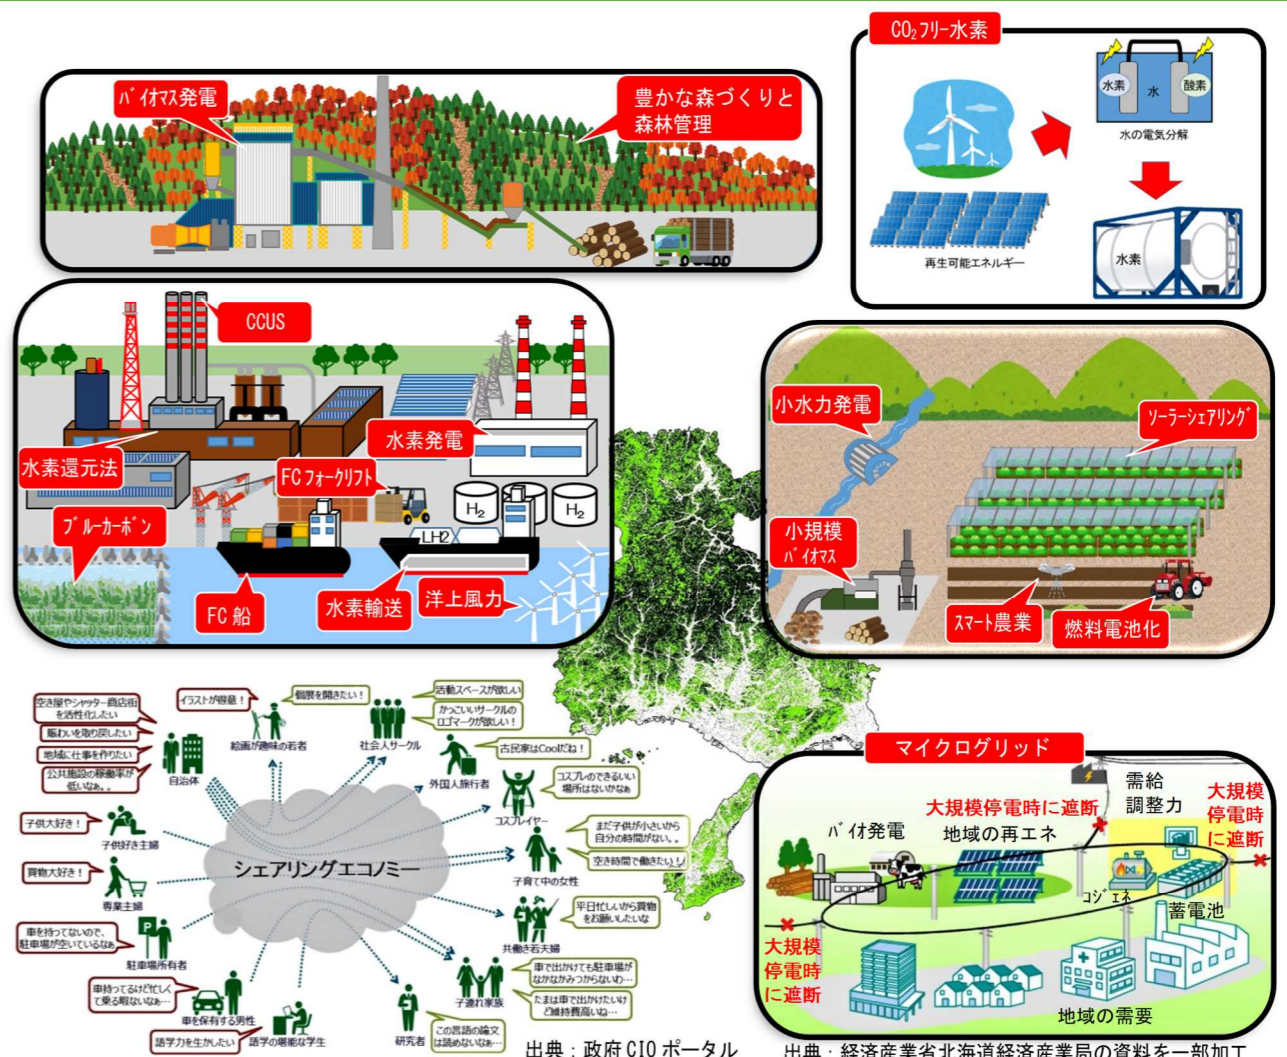 CO₂フリー水素
水素
水
酸素
水の電気分解
再生可能エネルギー
水素
バイオマス発電
豊かな森づくりと
森林管理
CCUS
水素還元法
水素発電
FCフォークリフト
ブルーカーボン
H₂
H₂
LH2
FC船
水素輸送
洋上風力
小水力発電
ソーラーシェアリング
小規模
バイオマス
スマート農業
燃料電池化
空き屋やシャッター商店街
を活性化したい
賑わいを取り戻したい
地域に仕事を作りたい
公共施設の稼働率が
低いなぁ。。
自治体
イラストが得意！
絵画が趣味の若者
個展を開きたい！
社会人サークル
活動スペースが欲しい
かっこいいサークルの
ロゴマークが欲しい！
外国人旅行者
古民家はCoolだね！
コスプレイヤー
コスプレのできるいい
場所はないかなぁ
子供大好き！
子供好き主婦
シェアリングエコノミー
まだ子供が小さいから
自分の時間がない。。
空き時間で働きたい！
子育て中の女性
買物大好き！
専業主婦
平日忙しいから買物
をお願いしたいな
共働き若夫婦
車を持ってないので、
駐車場が空いているなぁ
駐車場所有者
車で出かけても駐車場が
なかなかみつからないわ…
たまは車で出かけたいけ
ど維持費高いね…
子連れ家族
車持ってるけど忙しく
て乗る暇ないなぁ…
車を保有する男性
語学力を生かしたい
語学の堪能な学生
研究者
この言語の論文
は読めないなぁ…
出典：政府CIOポータル
マイクログリッド
需給
調整力
大規模
停電時
に遮断
大規模停電時に遮断
バイオ発電
地域の再エネ
コジェネ
蓄電池
大規模
停電時
に遮断
地域の需要
出典：経済産業省北海道経済産業局の資料を一部加工